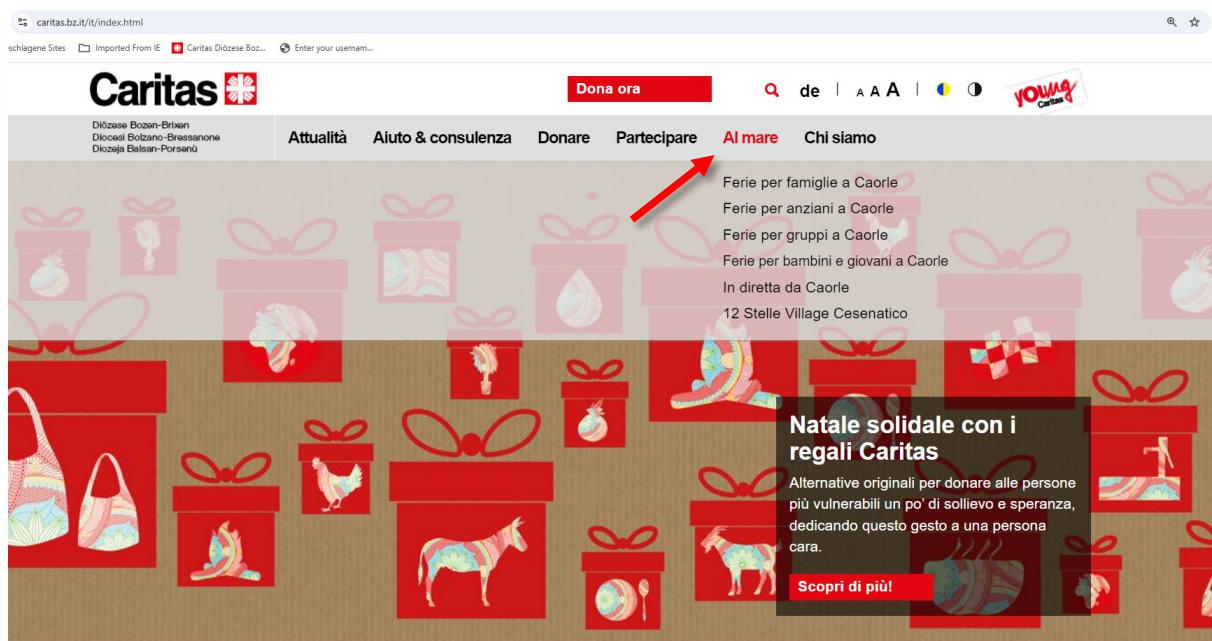 caritas.bz.it/it/index.html
eschlagene Sites Imported From IE Caritas Diözese Boz... Enter your usernam...
Caritas
Dona ora
de | A A A |
young
Caritas
Diözese Bozen-Brixen
Diocesi Bolzano-Bressanone
Diozeja Balsan-Porsenù
Attualità Aiuto & consulenza Donare Partecipare Al mare Chi siamo
Ferie per famiglie a Caorle
Ferie per anziani a Caorle
Ferie per gruppi a Caorle
Ferie per bambini e giovani a Caorle
In diretta da Caorle
12 Stelle Village Cesenatico
Natale solidale con i
regali Caritas
Alternative originali per donare alle persone
più vulnerabili un po' di sollievo e speranza,
dedicando questo gesto a una persona
cara.
Scopri di più!